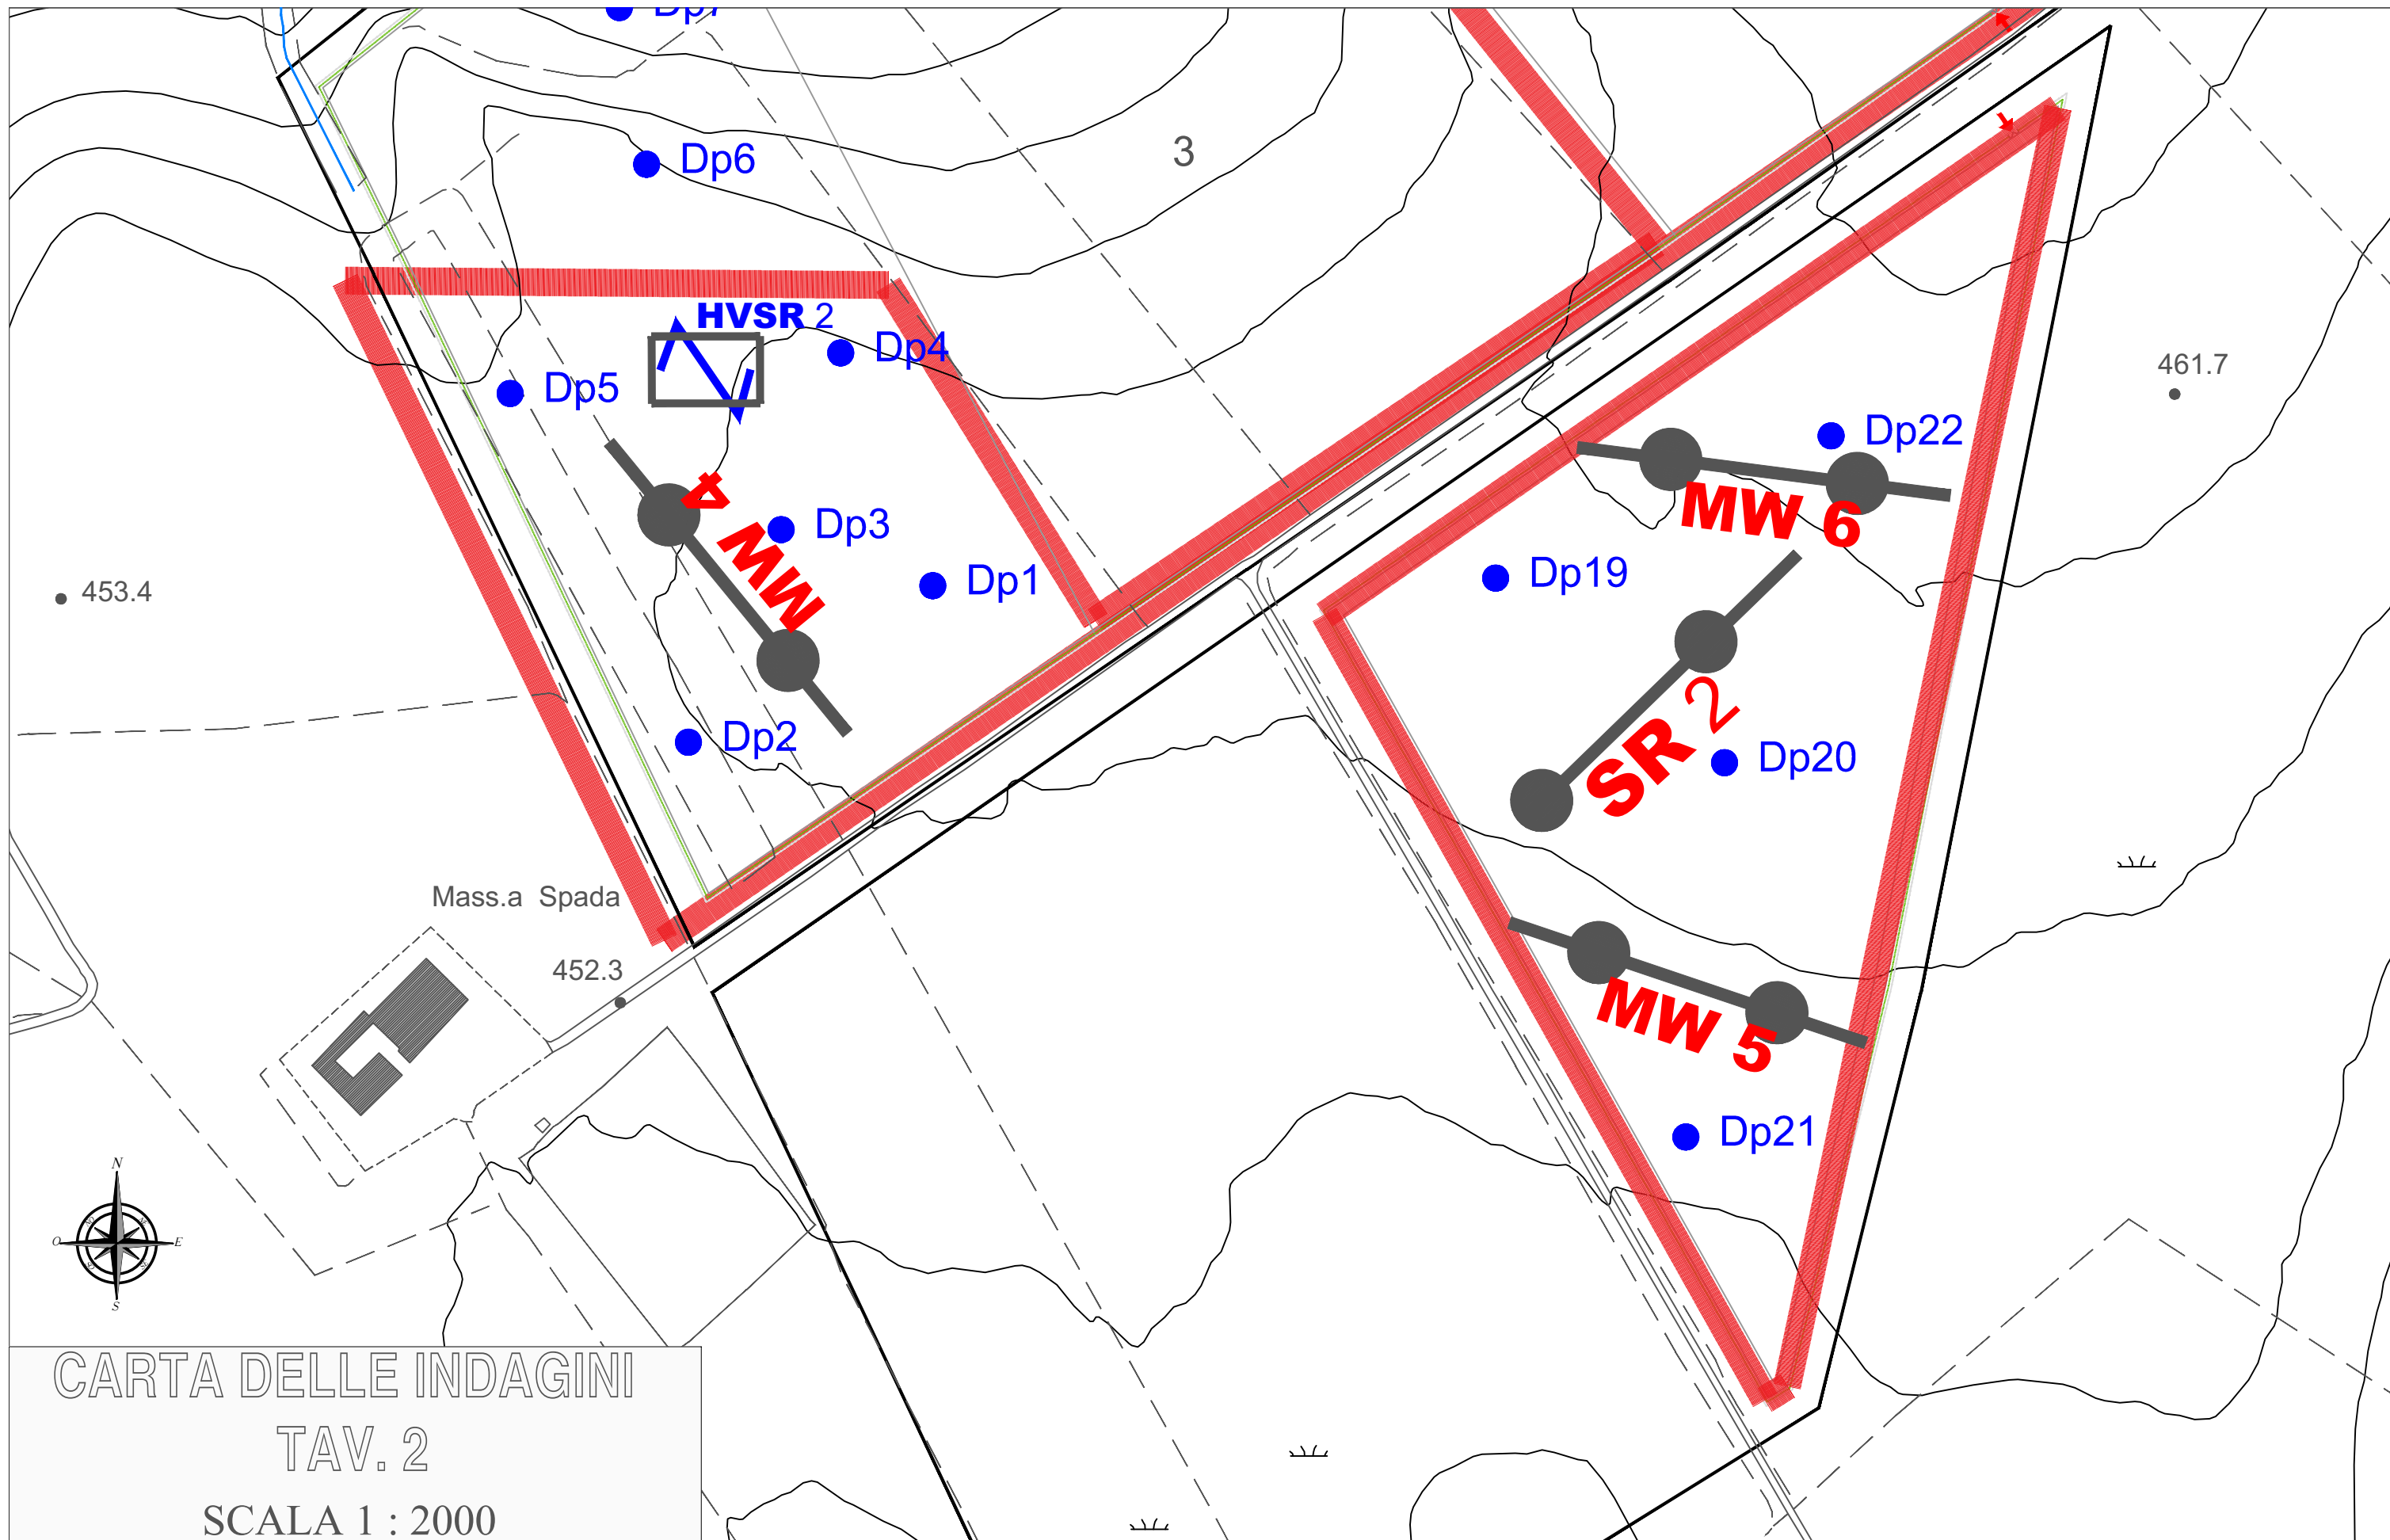 Dp7
Dp6
3
HVSR 2
Dp4
461.7
Dp5
Dp22
MW 4
MW 6
Dp3
Dp19
Dp1
453.4
SR 2
Dp2
Dp20
Mass.a Spada
452.3
MW 5
Dp21
N
O
E
S
CARTA DELLE INDAGINI
TAV. 2
SCALA 1 : 2000